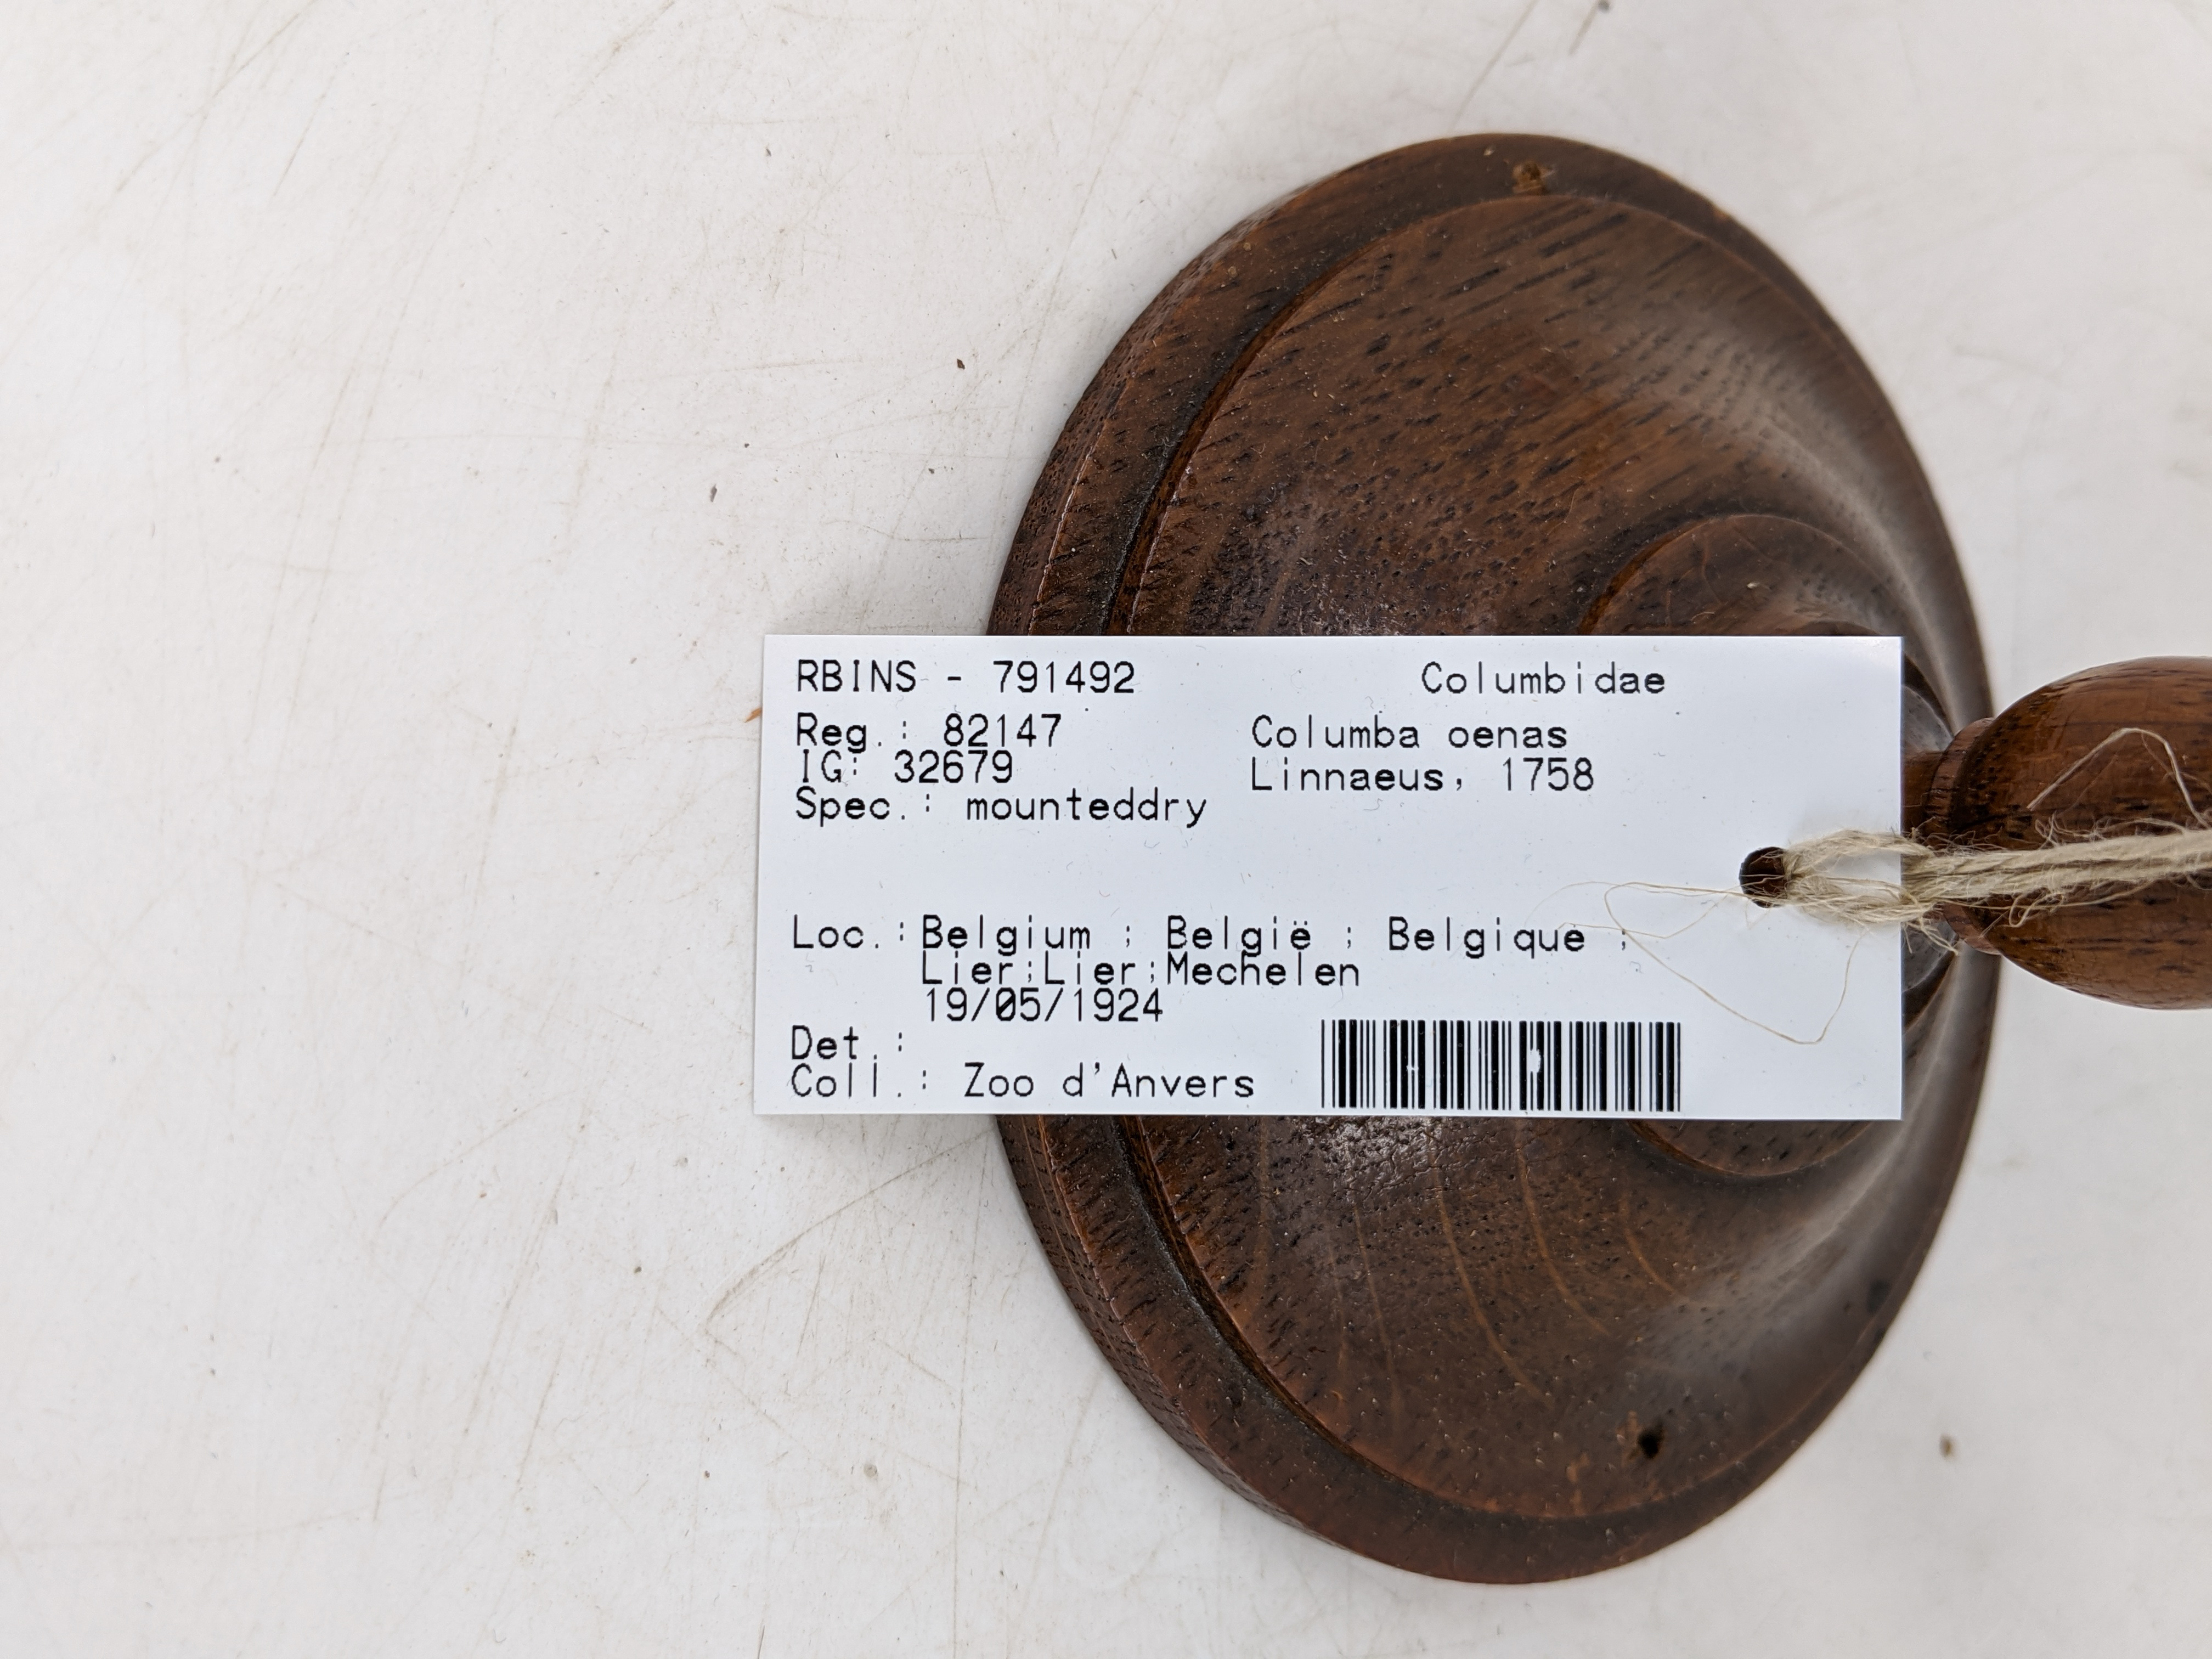 RBINS - 791492 Columbidae
Reg.: 82147 Columba oenas
IG: 32679 Linnaeus, 1758
Spec.: mounteddry
Loc.: Belgium ; België ; Belgique ;
Lier;Lier;Mechelen
19/05/1924
Det.:
Coll.: Zoo d'Anvers